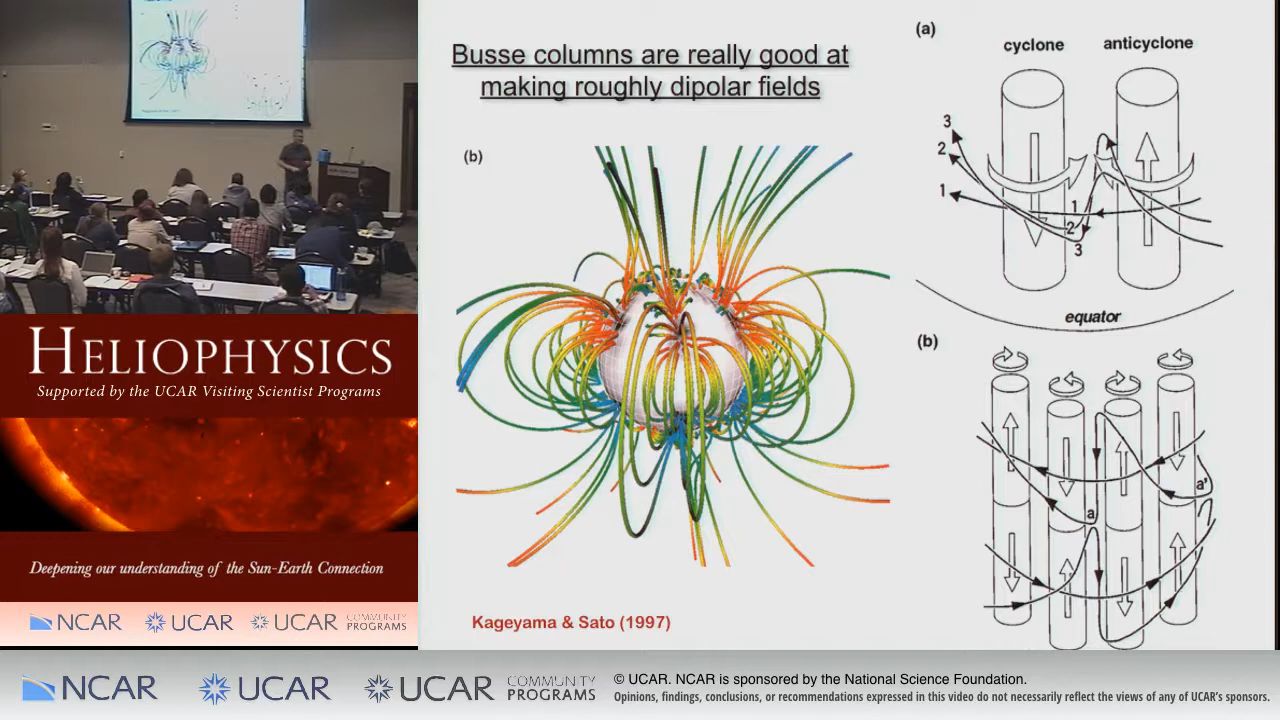 Busse columns are really good at
making roughly dipolar fields
(b)
Kageyama & Sato (1997)
(a)
cyclone
anticyclone
3
2
1
1
2
3
equator
(b)
a
a'
HELIOPHYSICS
Supported by the UCAR Visiting Scientist Programs
Deepening our understanding of the Sun-Earth Connection
NCAR
UCAR
UCAR
COMMUNITY
PROGRAMS
NCAR
UCAR
UCAR
COMMUNITY
PROGRAMS
© UCAR. NCAR is sponsored by the National Science Foundation.
Opinions, findings, conclusions, or recommendations expressed in this video do not necessarily reflect the views of any of UCAR's sponsors.